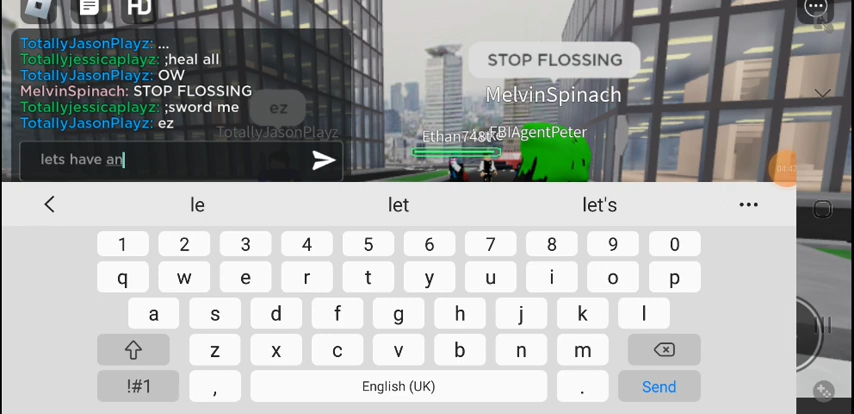 HD
TotallyJasonPlayz: ...
Totallyjessicaplayz: ;heal all
TotallyJasonPlayz: OW
MelvinSpinach: STOP FLOSSING
Totallyjessicaplayz: ;sword me
TotallyJasonPlayz: ez
ez
TotallyJasonPlayz
STOP FLOSSING
MelvinSpinach
FBIAgentPeter
lets have an
le let let's
1 2 3 4 5 6 7 8 9 0
q w e r t y u i o p
a s d f g h j k l
z x c v b n m
!#1 , English (UK) . Send